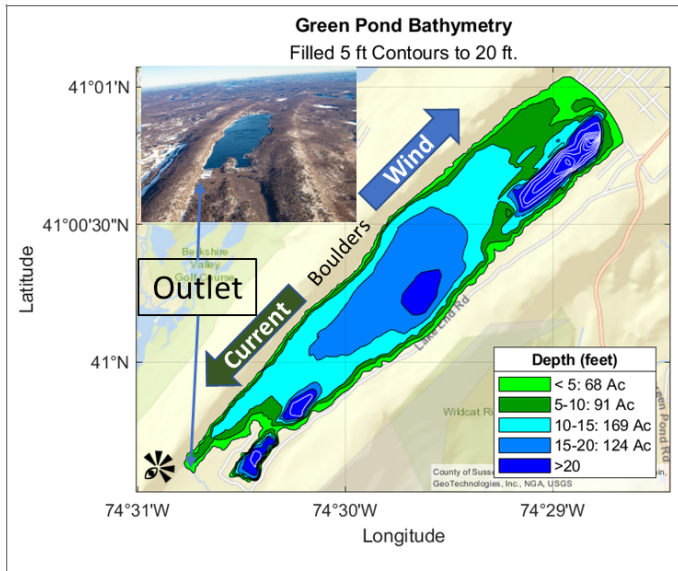 Green Pond Bathymetry
Filled 5 ft Contours to 20 ft.
41°01'N
41°00'30"N
41°N
Latitude
Wind
Boulders
Berkshire
Valley
Golf Course
Outlet
Current
Lake End Rd
Wildcat
Green Pond Rd
Depth (feet)
< 5: 68 Ac
5-10: 91 Ac
10-15: 169 Ac
15-20: 124 Ac
>20
County of Susse
GeoTechnologies, Inc., NGA, USGS
74°31'W
74°30'W
74°29'W
Longitude